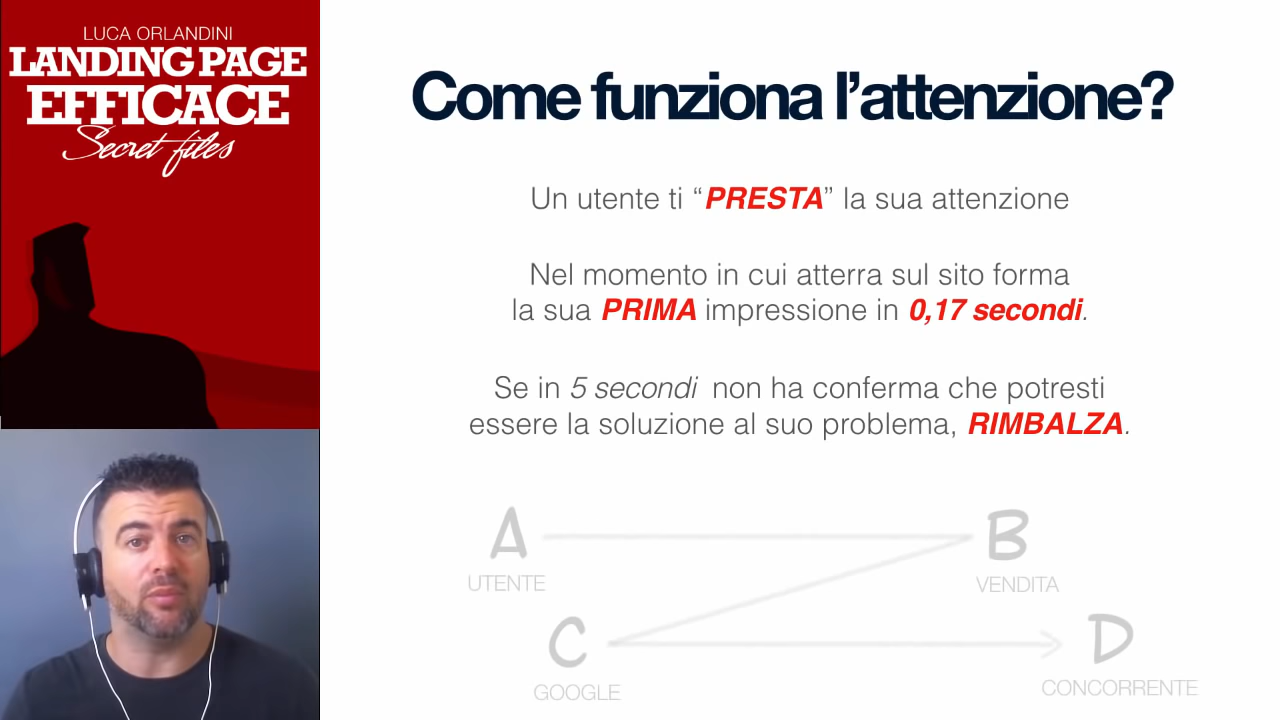 LUCA ORLANDINI
LANDING PAGE
EFFICACE
Secret files
Come funziona l’attenzione?
Un utente ti “PRESTA” la sua attenzione
Nel momento in cui atterra sul sito forma
la sua PRIMA impressione in 0,17 secondi.
Se in 5 secondi non ha conferma che potresti
essere la soluzione al suo problema, RIMBALZA.
A
B
UTENTE
VENDITA
C
D
GOOGLE
CONCORRENTE